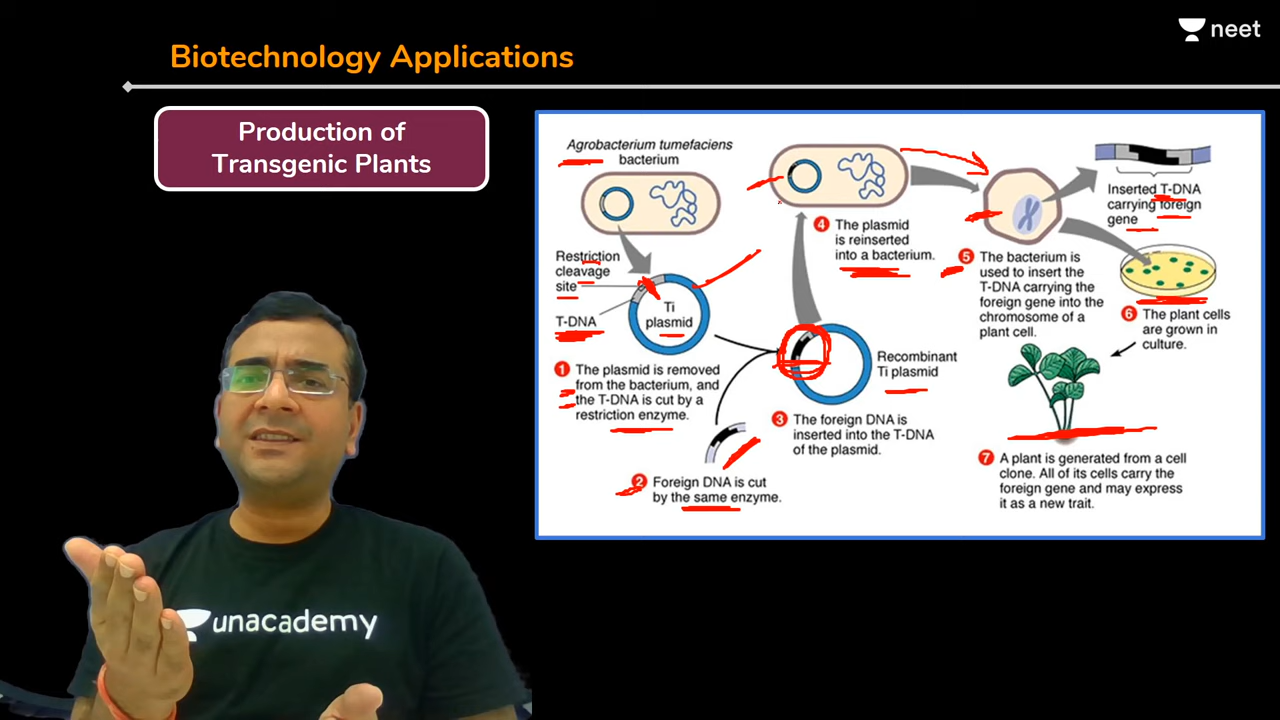 neet
Biotechnology Applications
Production of
Transgenic Plants
Agrobacterium tumefaciens
bacterium
Restriction
cleavage
site
T-DNA
Ti
plasmid
1 The plasmid is removed
from the bacterium, and
the T-DNA is cut by a
restriction enzyme.
2 Foreign DNA is cut
by the same enzyme.
Recombinant
Ti plasmid
3 The foreign DNA is
inserted into the T-DNA
of the plasmid.
4 The plasmid
is reinserted
into a bacterium.
5 The bacterium is
used to insert the
T-DNA carrying the
foreign gene into the
chromosome of a
plant cell.
Inserted T-DNA
carrying foreign
gene
6 The plant cells
are grown in
culture.
7 A plant is generated from a cell
clone. All of its cells carry the
foreign gene and may express
it as a new trait.
unacademy